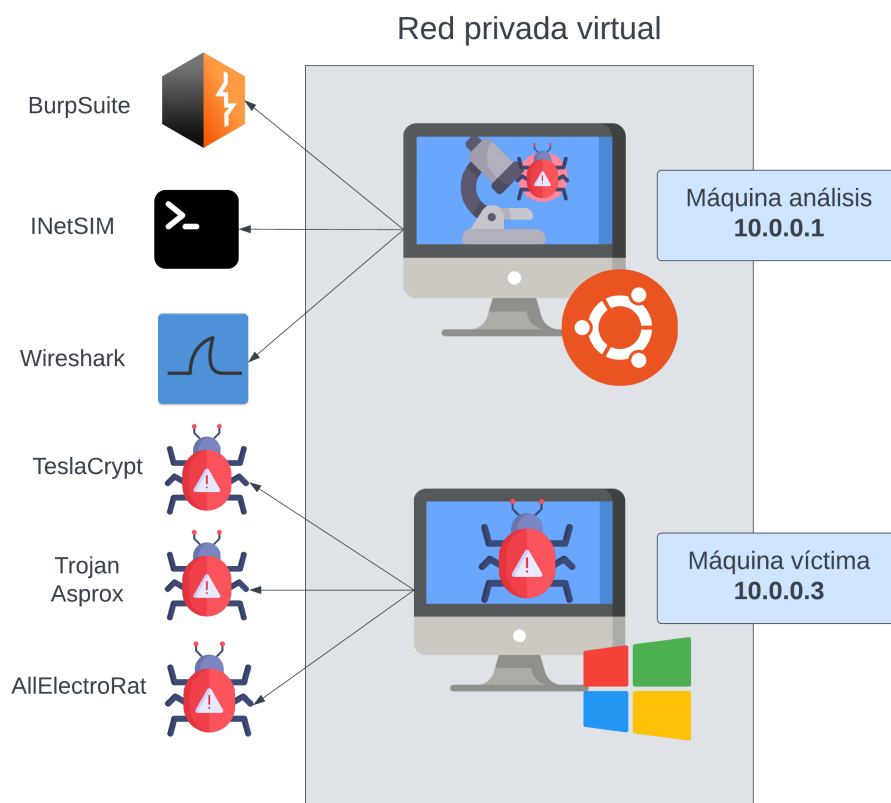 Red privada virtual
BurpSuite
INetSIM
Wireshark
Máquina análisis
10.0.0.1
TeslaCrypt
Trojan
Asprox
AllElectroRat
Máquina víctima
10.0.0.3